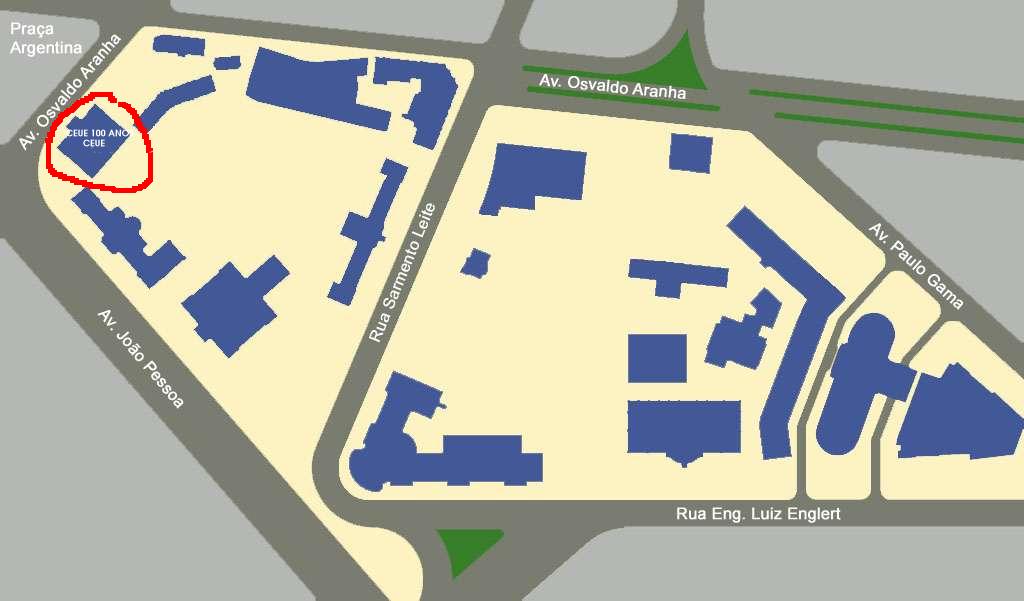 Praça
Argentina
Av. Osvaldo Aranha
CEUE 100 ANO
CEUE
Av. Osvaldo Aranha
Rua Sarmento Leite
Av. Paulo Gama
Av. João Pessoa
Rua Eng. Luiz Englert